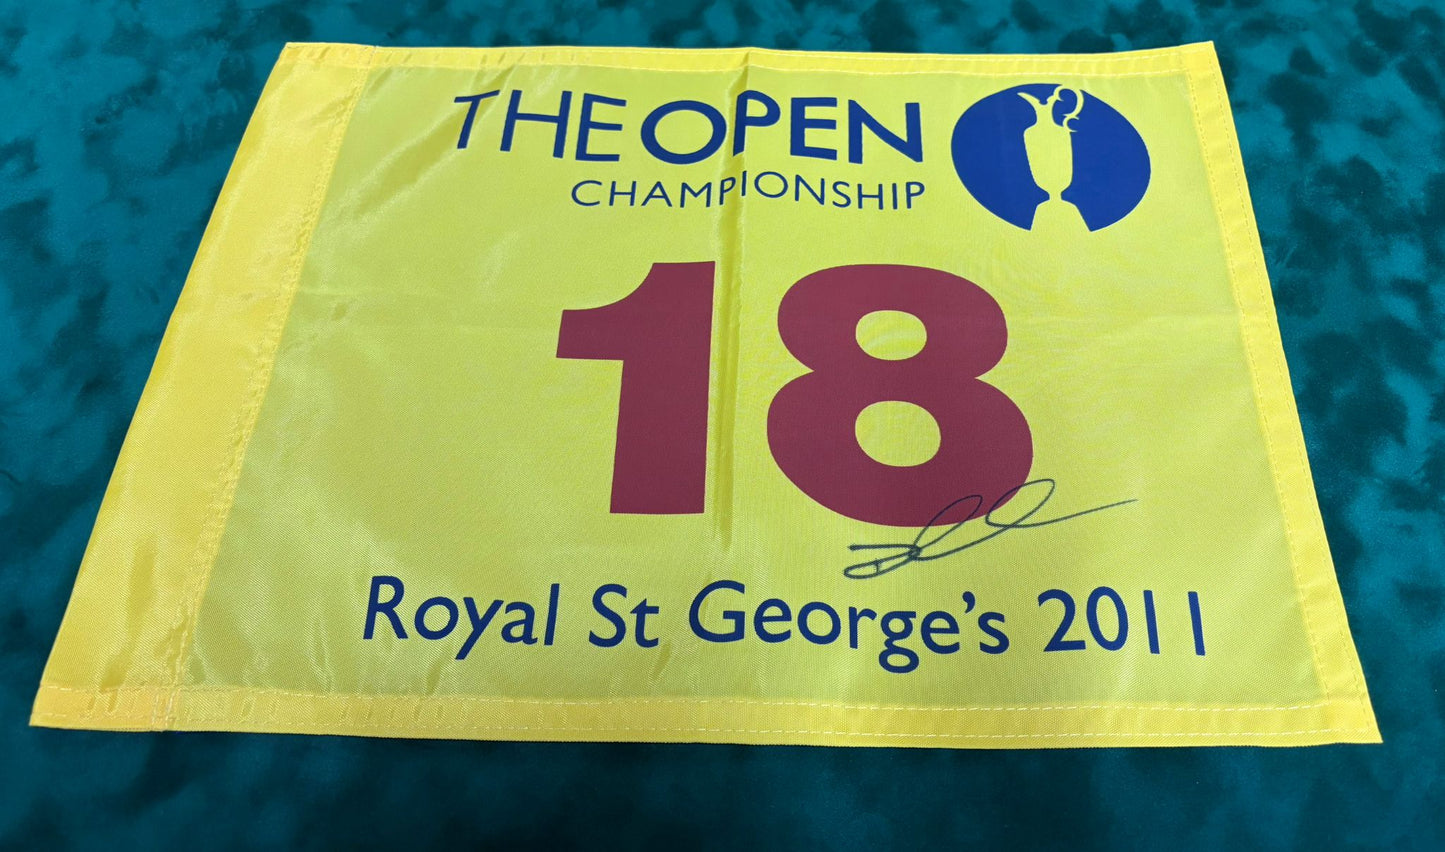 THE OPEN
CHAMPIONSHIP
18
Royal St George's 2011